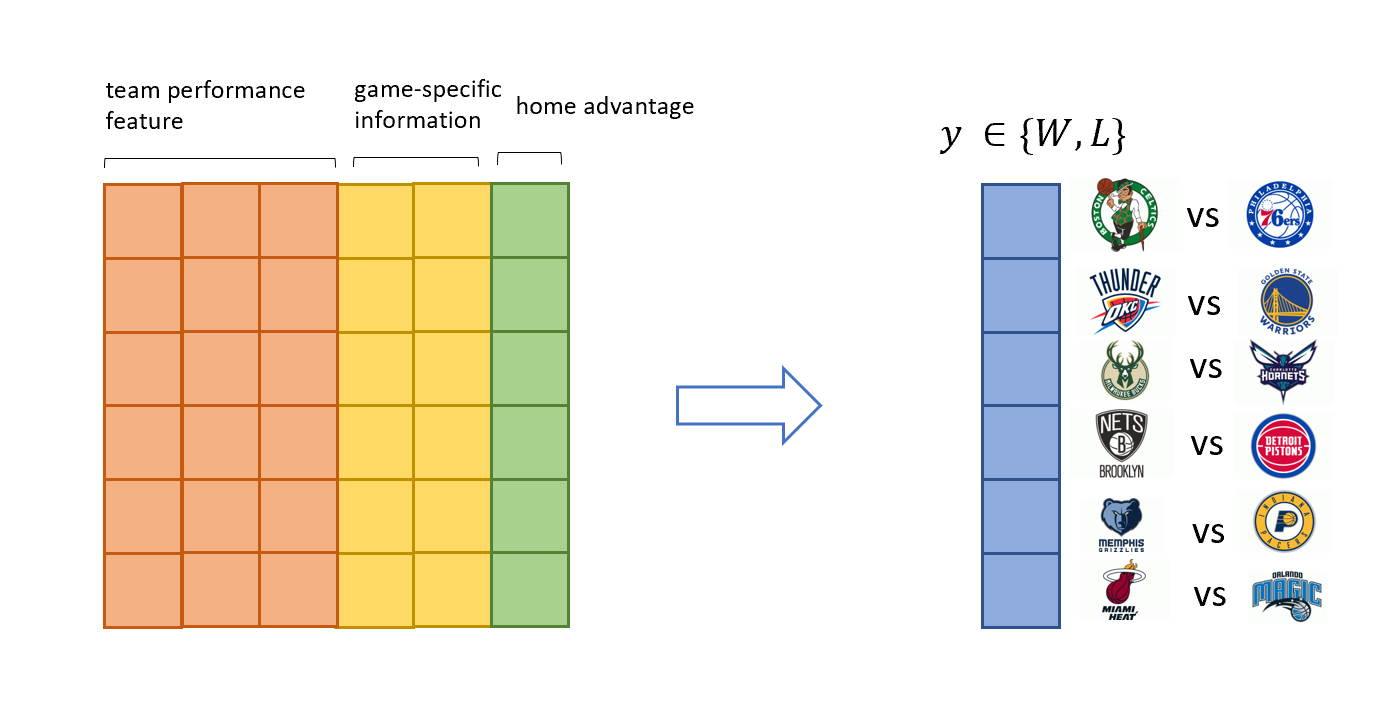 team performance
feature
game-specific
information
home advantage
y ∈ {W, L}
BOSTON CELTICS
VS
PHILADELPHIA
76ers
THUNDER
OKC
VS
GOLDEN STATE
WARRIORS
MILWAUKEE BUCKS
VS
CHARLOTTE
HORNETS
NETS
B
BROOKLYN
VS
DETROIT
PISTONS
MEMPHIS
GRIZZLIES
VS
INDIANA
P
PACERS
MIAMI
HEAT
VS
ORLANDO
MAGIC